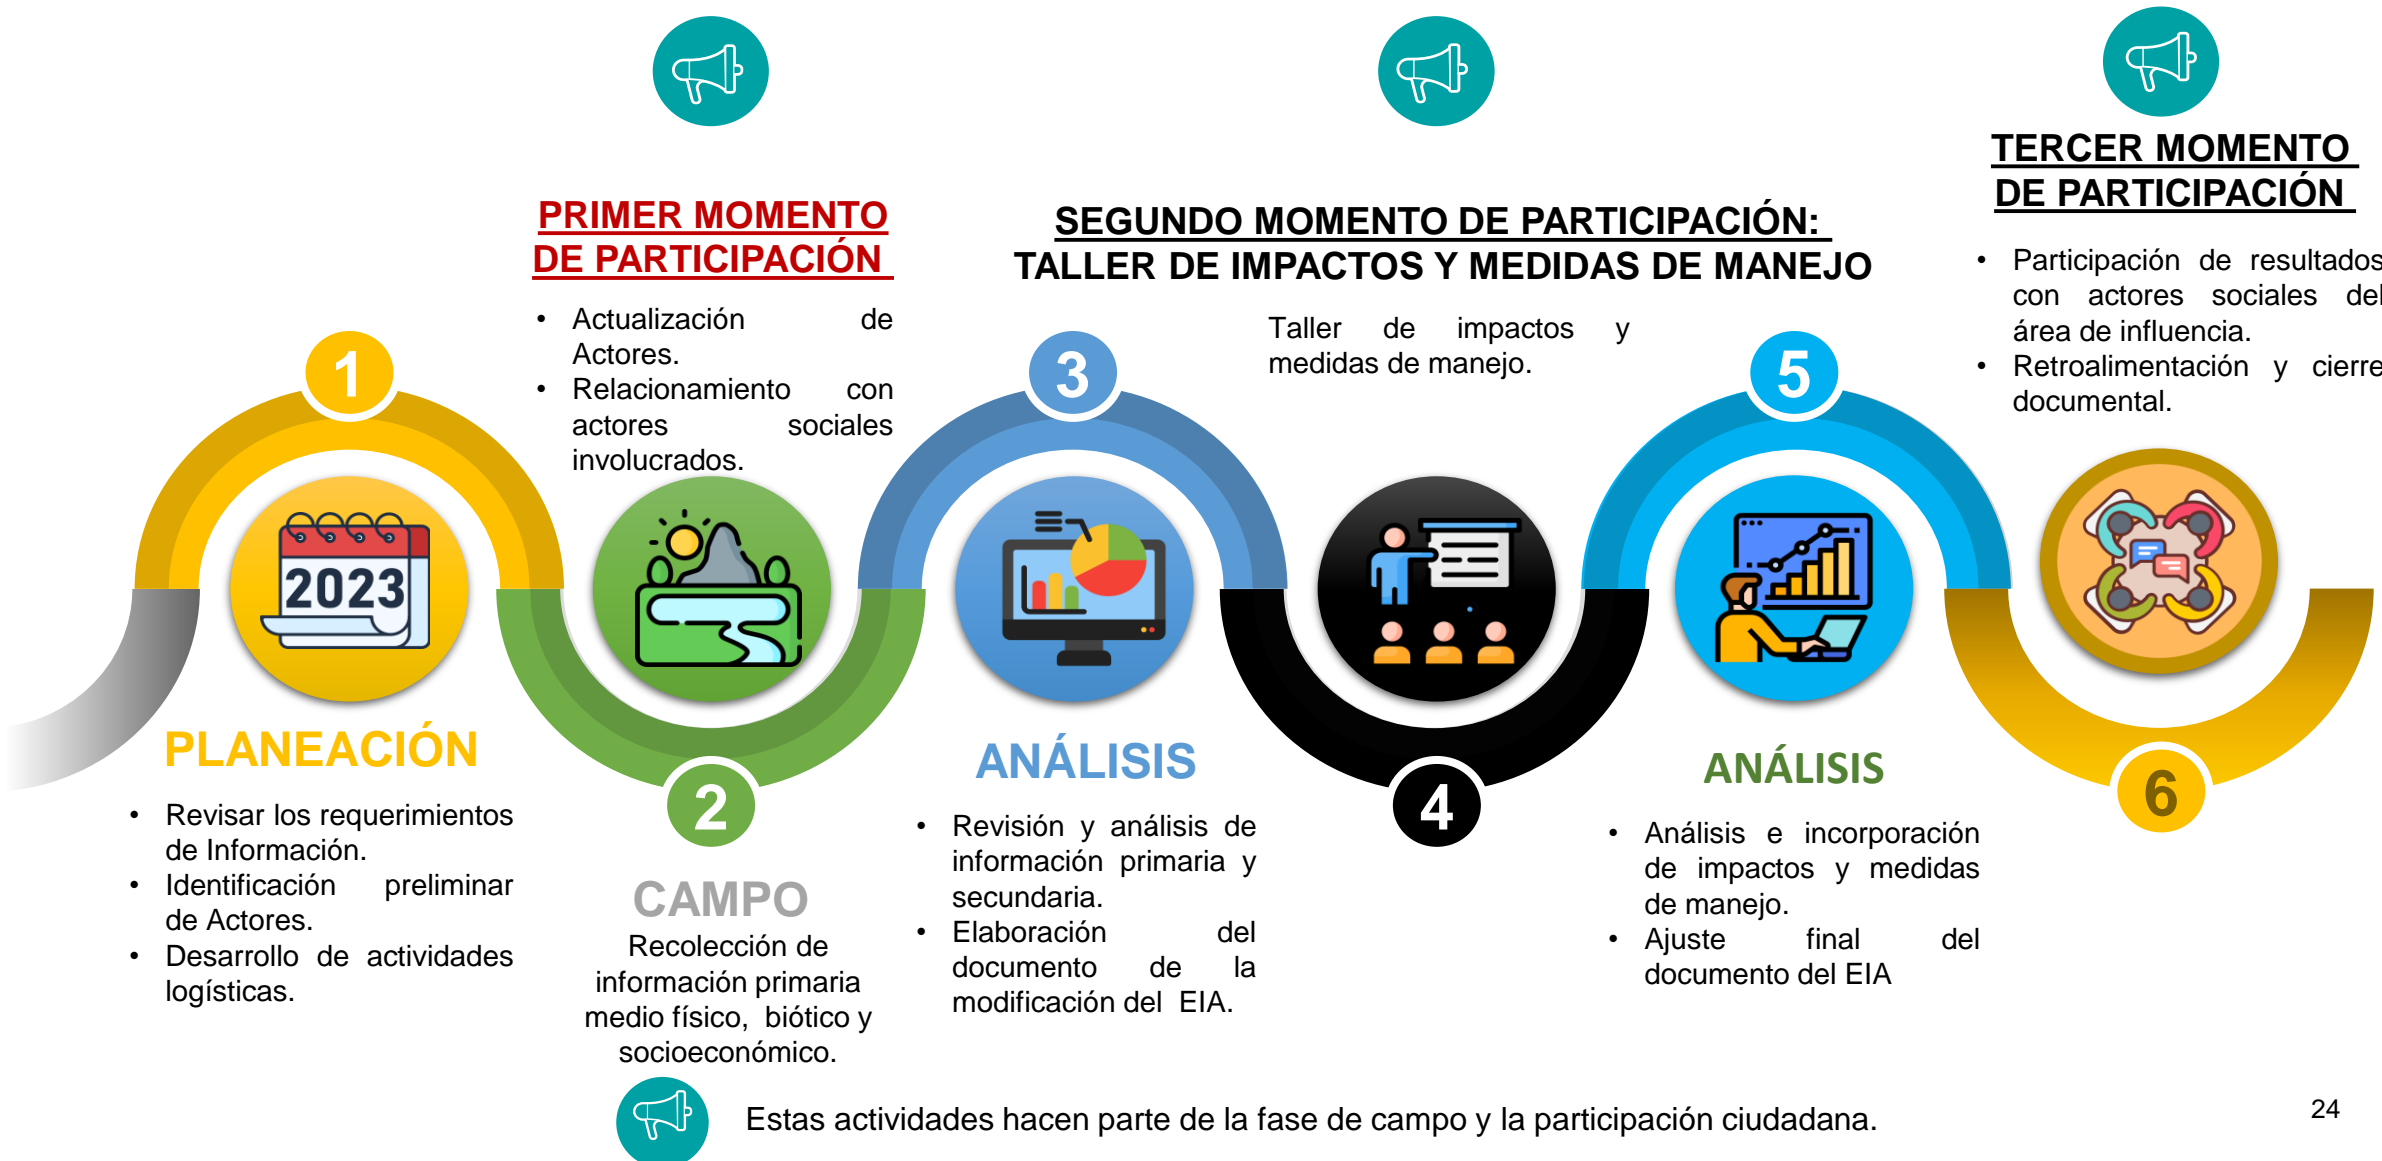 PRIMER MOMENTO
DE PARTICIPACIÓN
• Actualización de
Actores.
• Relacionamiento con
actores sociales
involucrados.
SEGUNDO MOMENTO DE PARTICIPACIÓN:
TALLER DE IMPACTOS Y MEDIDAS DE MANEJO
Taller de impactos y
medidas de manejo.
TERCER MOMENTO
DE PARTICIPACIÓN
• Participación de resultados
con actores sociales del
área de influencia.
• Retroalimentación y cierre
documental.
1
2023
PLANEACIÓN
• Revisar los requerimientos
de Información.
• Identificación preliminar
de Actores.
• Desarrollo de actividades
logísticas.
2
CAMPO
Recolección de
información primaria
medio físico, biótico y
socioeconómico.
3
ANÁLISIS
• Revisión y análisis de
información primaria y
secundaria.
• Elaboración del
documento de la
modificación del EIA.
4
5
ANÁLISIS
• Análisis e incorporación
de impactos y medidas
de manejo.
• Ajuste final del
documento del EIA
6
Estas actividades hacen parte de la fase de campo y la participación ciudadana.
24